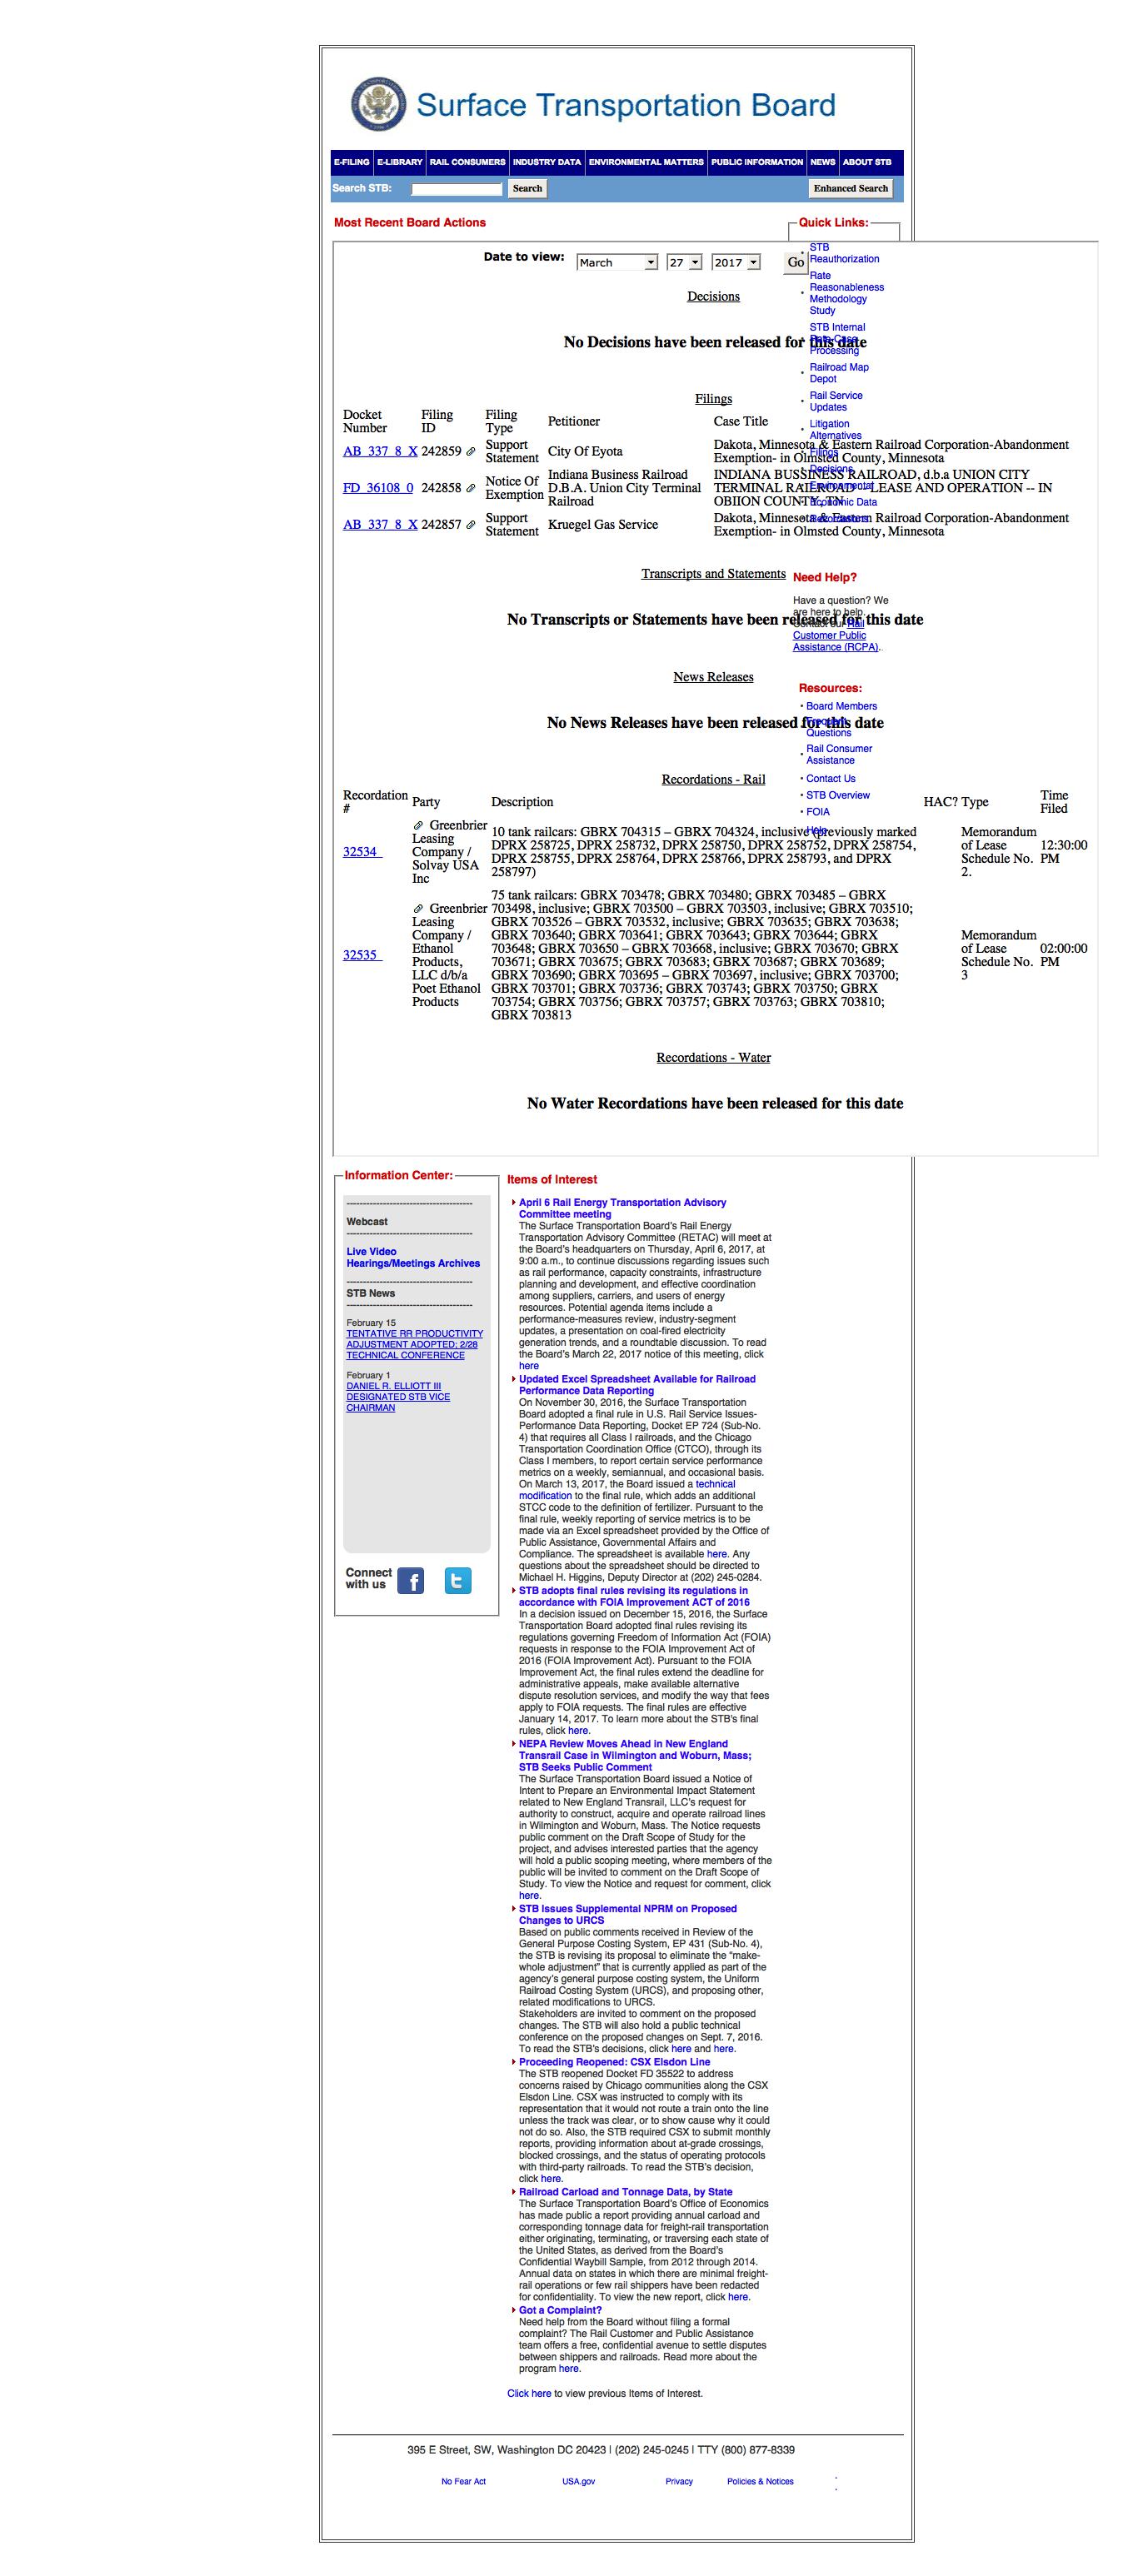 Surface Transportation Board
E-FILING E-LIBRARY RAIL CONSUMERS INDUSTRY DATA ENVIRONMENTAL MATTERS PUBLIC INFORMATION NEWS ABOUT STB
Search STB: Search Enhanced Search
Most Recent Board Actions
Date to view: March 27 2017 Go
Decisions
No Decisions have been released for this date
Filings
Docket Number Filing ID Filing Type Petitioner Case Title
AB_337_8_X 242859 Support Statement City Of Eyota Dakota, Minnesota & Eastern Railroad Corporation-Abandonment
Exemption- in Olmsted County, Minnesota
FD_36108_0 242858 Notice Of Exemption Indiana Business Railroad D.B.A. Union City Terminal Railroad INDIANA BUSSINESS RAILROAD, d.b.a UNION CITY
TERMINAL RAILROAD -- LEASE AND OPERATION -- IN
OBIION COUNTY, TN
AB_337_8_X 242857 Support Statement Kruegel Gas Service Dakota, Minnesota & Eastern Railroad Corporation-Abandonment
Exemption- in Olmsted County, Minnesota
Transcripts and Statements
No Transcripts or Statements have been released for this date
News Releases
No News Releases have been released for this date
Recordations - Rail
Recordation # Party Description HAC? Type Time Filed
32534 Greenbrier Leasing Company / Solvay USA Inc
10 tank railcars: GBRX 704315 – GBRX 704324, inclusive (previously marked
DPRX 258725, DPRX 258732, DPRX 258750, DPRX 258752, DPRX 258754,
DPRX 258755, DPRX 258764, DPRX 258766, DPRX 258793, and DPRX
258797)
Memorandum of Lease Schedule No. 2. 12:30:00 PM
32535 Greenbrier Leasing Company / Ethanol Products, LLC d/b/a Poet Ethanol Products
75 tank railcars: GBRX 703478; GBRX 703480; GBRX 703485 – GBRX
703498, inclusive; GBRX 703500 – GBRX 703503, inclusive; GBRX 703510;
GBRX 703526 – GBRX 703532, inclusive; GBRX 703635; GBRX 703638;
GBRX 703640; GBRX 703641; GBRX 703643; GBRX 703644; GBRX
703648; GBRX 703650 – GBRX 703668, inclusive; GBRX 703670; GBRX
703671; GBRX 703675; GBRX 703683; GBRX 703687; GBRX 703689;
GBRX 703690; GBRX 703695 – GBRX 703697, inclusive; GBRX 703700;
GBRX 703701; GBRX 703736; GBRX 703743; GBRX 703750; GBRX
703754; GBRX 703756; GBRX 703757; GBRX 703763; GBRX 703810;
GBRX 703813
Memorandum of Lease Schedule No. 3 02:00:00 PM
Recordations - Water
No Water Recordations have been released for this date
Quick Links:
STB
Reauthorization
Rate
Reasonableness
Methodology
Study
STB Internal
Rate Case
Processing
Railroad Map
Depot
Rail Service
Updates
Litigation
Alternatives
Filings
Decisions
Environmental
Economic Data
Need Help?
Have a question? We
are here to help.
Contact our Rail
Customer Public
Assistance (RCPA)..
Resources:
Board Members
Frequent
Questions
Rail Consumer
Assistance
Contact Us
STB Overview
FOIA
Help
Information Center:
--------------------------------------
Webcast
--------------------------------------
Live Video
Hearings/Meetings Archives
--------------------------------------
STB News
--------------------------------------
February 15
TENTATIVE RR PRODUCTIVITY
ADJUSTMENT ADOPTED; 2/28
TECHNICAL CONFERENCE
February 1
DANIEL R. ELLIOTT III
DESIGNATED STB VICE
CHAIRMAN
Connect
with us
Items of Interest
April 6 Rail Energy Transportation Advisory
Committee meeting
The Surface Transportation Board's Rail Energy
Transportation Advisory Committee (RETAC) will meet at
the Board's headquarters on Thursday, April 6, 2017, at
9:00 a.m., to continue discussions regarding issues such
as rail performance, capacity constraints, infrastructure
planning and development, and effective coordination
among suppliers, carriers, and users of energy
resources. Potential agenda items include a
performance-measures review, industry-segment
updates, a presentation on coal-fired electricity
generation trends, and a roundtable discussion. To read
the Board's March 22, 2017 notice of this meeting, click
here
Updated Excel Spreadsheet Available for Railroad
Performance Data Reporting
On November 30, 2016, the Surface Transportation
Board adopted a final rule in U.S. Rail Service Issues-
Performance Data Reporting, Docket EP 724 (Sub-No.
4) that requires all Class I railroads, and the Chicago
Transportation Coordination Office (CTCO), through its
Class I members, to report certain service performance
metrics on a weekly, semiannual, and occasional basis.
On March 13, 2017, the Board issued a technical
modification to the final rule, which adds an additional
STCC code to the definition of fertilizer. Pursuant to the
final rule, weekly reporting of service metrics is to be
made via an Excel spreadsheet provided by the Office of
Public Assistance, Governmental Affairs and
Compliance. The spreadsheet is available here. Any
questions about the spreadsheet should be directed to
Michael H. Higgins, Deputy Director at (202) 245-0284.
STB adopts final rules revising its regulations in
accordance with FOIA Improvement ACT of 2016
In a decision issued on December 15, 2016, the Surface
Transportation Board adopted final rules revising its
regulations governing Freedom of Information Act (FOIA)
requests in response to the FOIA Improvement Act of
2016 (FOIA Improvement Act). Pursuant to the FOIA
Improvement Act, the final rules extend the deadline for
administrative appeals, make available alternative
dispute resolution services, and modify the way that fees
apply to FOIA requests. The final rules are effective
January 14, 2017. To learn more about the STB's final
rules, click here.
NEPA Review Moves Ahead in New England
Transrail Case in Wilmington and Woburn, Mass;
STB Seeks Public Comment
The Surface Transportation Board issued a Notice of
Intent to Prepare an Environmental Impact Statement
related to New England Transrail, LLC's request for
authority to construct, acquire and operate railroad lines
in Wilmington and Woburn, Mass. The Notice requests
public comment on the Draft Scope of Study for the
project, and advises interested parties that the agency
will hold a public scoping meeting, where members of the
public will be invited to comment on the Draft Scope of
Study. To view the Notice and request for comment, click
here.
STB Issues Supplemental NPRM on Proposed
Changes to URCS
Based on public comments received in Review of the
General Purpose Costing System, EP 431 (Sub-No. 4),
the STB is revising its proposal to eliminate the "make-
whole adjustment" that is currently applied as part of the
agency's general purpose costing system, the Uniform
Railroad Costing System (URCS), and proposing other,
related modifications to URCS.
Stakeholders are invited to comment on the proposed
changes. The STB will also hold a public technical
conference on the proposed changes on Sept. 7, 2016.
To read the STB's decisions, click here and here.
Proceeding Reopened: CSX Elsdon Line
The STB reopened Docket FD 35522 to address
concerns raised by Chicago communities along the CSX
Elsdon Line. CSX was instructed to comply with its
representation that it would not route a train onto the line
unless the track was clear, or to show cause why it could
not do so. Also, the STB required CSX to submit monthly
reports, providing information about at-grade crossings,
blocked crossings, and the status of operating protocols
with third-party railroads. To read the STB's decision,
click here.
Railroad Carload and Tonnage Data, by State
The Surface Transportation Board's Office of Economics
has made public a report providing annual carload and
corresponding tonnage data for freight-rail transportation
either originating, terminating, or traversing each state of
the United States, as derived from the Board's
Confidential Waybill Sample, from 2012 through 2014.
Annual data on states in which there are minimal freight-
rail operations or few rail shippers have been redacted
for confidentiality. To view the new report, click here.
Got a Complaint?
Need help from the Board without filing a formal
complaint? The Rail Customer and Public Assistance
team offers a free, confidential avenue to settle disputes
between shippers and railroads. Read more about the
program here.
Click here to view previous Items of Interest.
395 E Street, SW, Washington DC 20423 | (202) 245-0245 | TTY (800) 877-8339
No Fear Act USA.gov Privacy Policies & Notices